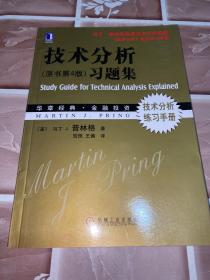 技术分析
(原书第4版) 习题集
Study Guide for Technical Analysis Explained
华章经典·金融投资
MARTIN J. PRING
技术分析
练习手册
(美) 马丁 J. 普林格 著
Martin J.
Pring
机械工业出版社